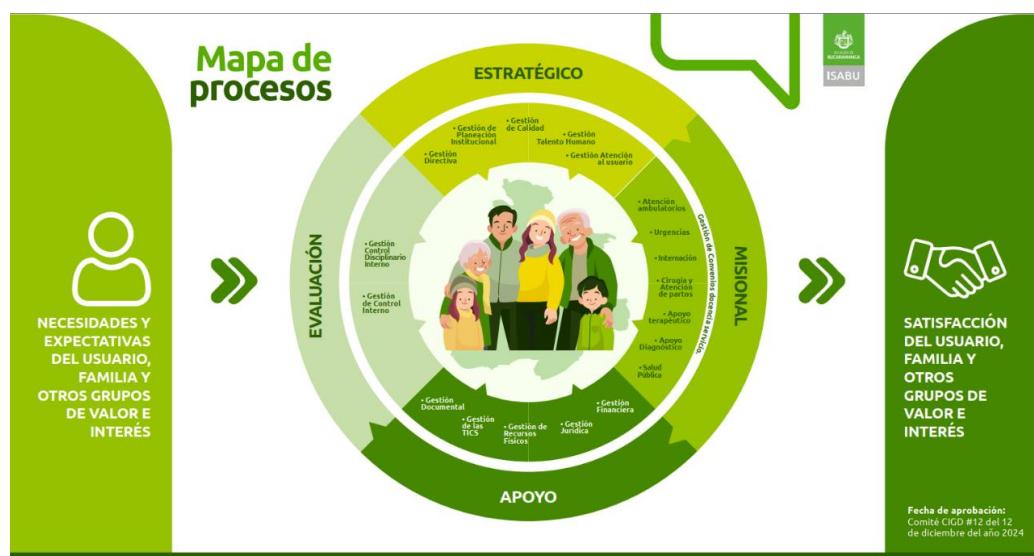 Mapa de
procesos
ALCALDÍA DE
BUCARAMANGA
ISABU
NECESIDADES Y
EXPECTATIVAS
DEL USUARIO,
FAMILIA Y
OTROS GRUPOS
DE VALOR E
INTERÉS
ESTRATÉGICO
• Gestión
Directiva
• Gestión de
Planeación
Institucional
• Gestión
de Calidad
• Gestión
Talento Humano
• Gestión Atención
al usuario
MISIONAL
• Atención
ambulatorios
• Urgencias
• Internación
• Cirugía y
Atención
de partos
• Apoyo
terapéutico
• Apoyo
Diagnóstico
• Salud
Pública
Gestión de Convenios docencia servicio.
APOYO
• Gestión
Documental
• Gestión
de las
TICS
• Gestión de
Recursos
Físicos
• Gestión
Jurídica
• Gestión
Financiera
EVALUACIÓN
• Gestión
Control
Disciplinario
Interno
• Gestión
de Control
Interno
SATISFACCIÓN
DEL USUARIO,
FAMILIA Y
OTROS
GRUPOS DE
VALOR E
INTERÉS
Fecha de aprobación:
Comité CIGD #12 del 12
de diciembre del año 2024